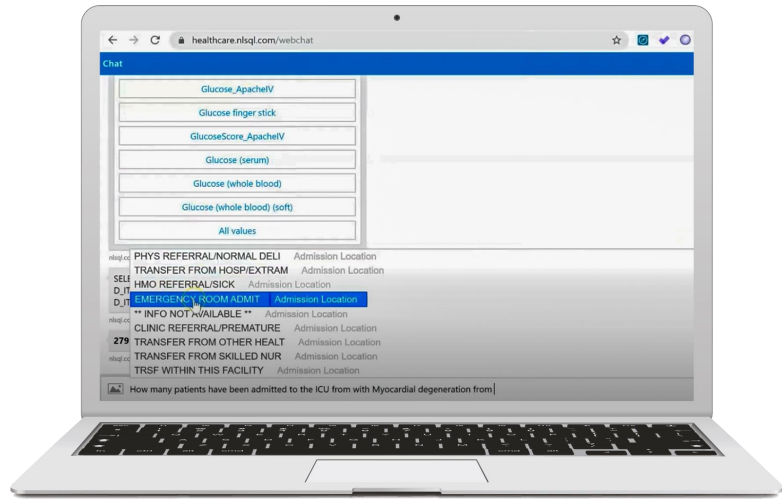 healthcare.nlsql.com/webchat
Chat
Glucose_ApacheIV
Glucose finger stick
GlucoseScore_ApacheIV
Glucose (serum)
Glucose (whole blood)
Glucose (whole blood) (soft)
All values
PHYS REFERRAL/NORMAL DELI Admission Location
TRANSFER FROM HOSP/EXTRAM Admission Location
HMO REFERRAL/SICK Admission Location
EMERGENCY ROOM ADMIT Admission Location
** INFO NOT AVAILABLE ** Admission Location
CLINIC REFERRAL/PREMATURE Admission Location
279 TRANSFER FROM OTHER HEALT Admission Location
TRANSFER FROM SKILLED NUR Admission Location
TRSF WITHIN THIS FACILITY Admission Location
How many patients have been admitted to the ICU from with Myocardial degeneration from